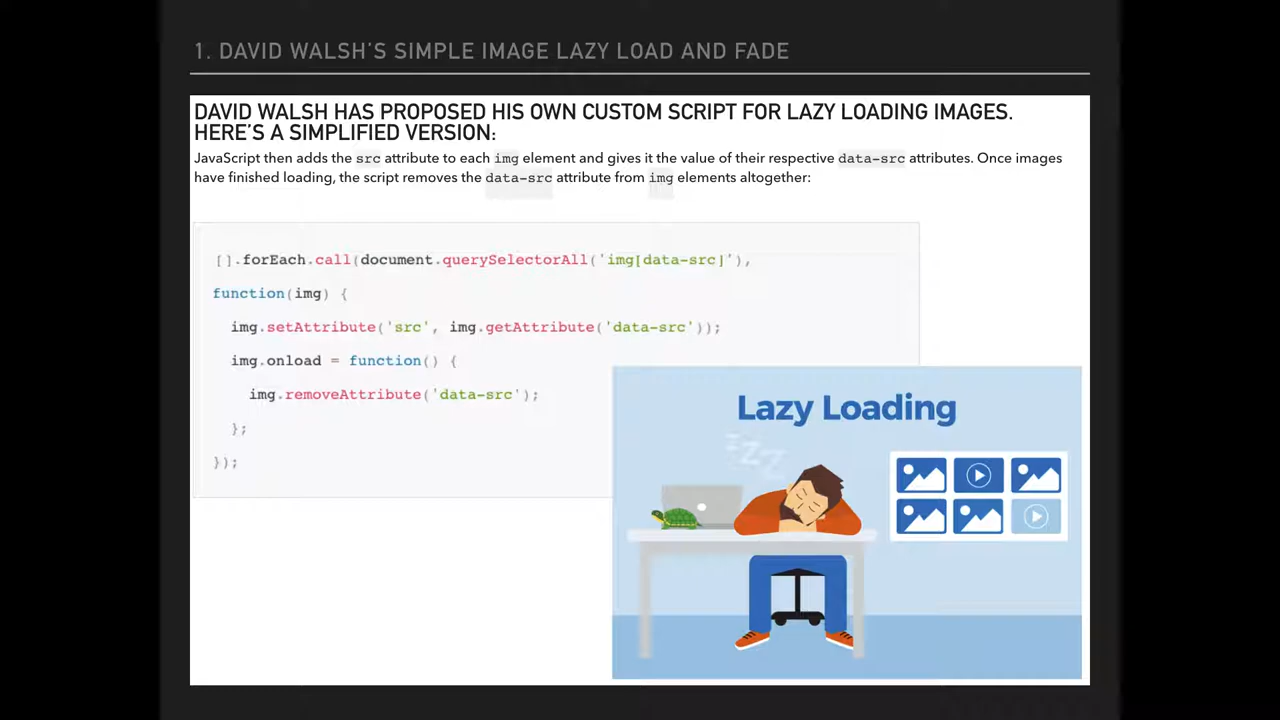 1. DAVID WALSH'S SIMPLE IMAGE LAZY LOAD AND FADE
DAVID WALSH HAS PROPOSED HIS OWN CUSTOM SCRIPT FOR LAZY LOADING IMAGES.
HERE'S A SIMPLIFIED VERSION:
JavaScript then adds the src attribute to each img element and gives it the value of their respective data-src attributes. Once images
have finished loading, the script removes the data-src attribute from img elements altogether:
[].forEach.call(document.querySelectorAll('img[data-src]'),
function(img) {
  img.setAttribute('src', img.getAttribute('data-src'));
  img.onload = function() {
    img.removeAttribute('data-src');
  };
});
Lazy Loading
zzZ